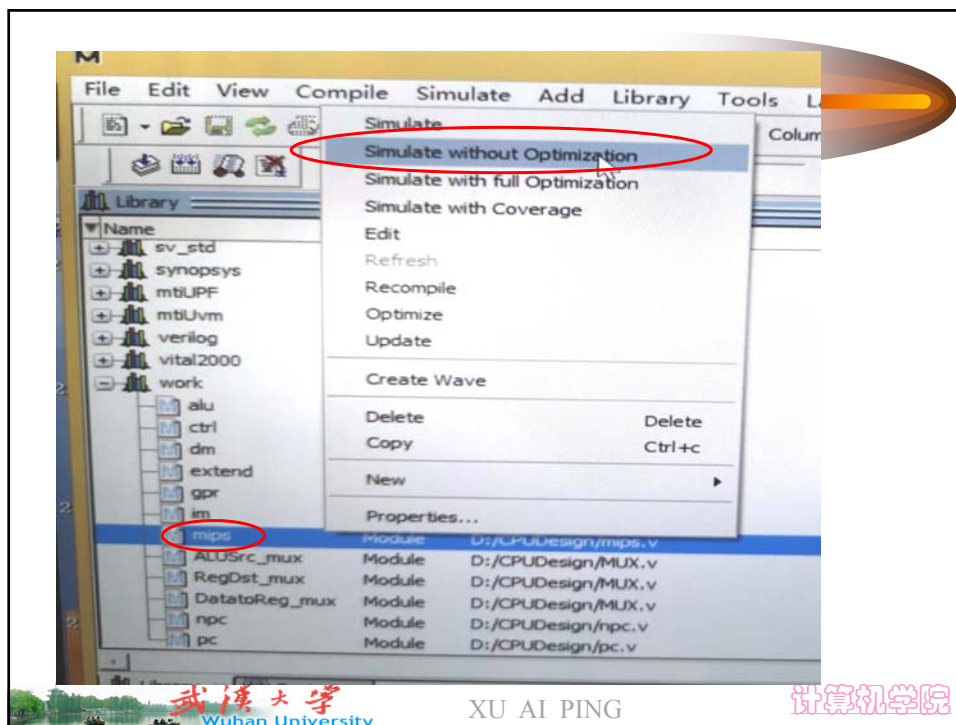 M
File Edit View Compile Simulate Add Library Tools
Colum
Simulate
Simulate without Optimization
Simulate with full Optimization
Simulate with Coverage
Edit
Refresh
Recompile
Optimize
Update
Create Wave
Delete Delete
Copy Ctrl+c
New
Properties...
Library
Name
sv_std
synopsys
mtiUPF
mtiUvm
verilog
vital2000
work
alu
ctrl
dm
extend
gpr
im
mips Module D:/CPUDesign/mips.v
ALUSrc_mux Module D:/CPUDesign/MUX.v
RegDst_mux Module D:/CPUDesign/MUX.v
DatatoReg_mux Module D:/CPUDesign/MUX.v
npc Module D:/CPUDesign/npc.v
pc Module D:/CPUDesign/pc.v
武汉大学
Wuhan University
XU AI PING
计算机学院